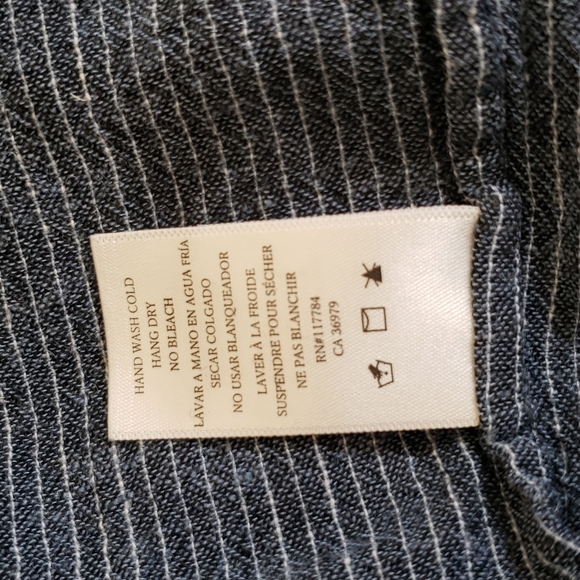 HAND WASH COLD
HANG DRY
NO BLEACH
LAVAR A MANO EN AGUA FRÍA
SECAR COLGADO
NO USAR BLANQUEADOR
LAVER À LA FROIDE
SUSPENDRE POUR SÉCHER
NE PAS BLANCHIR
RN#117784
CA 36979